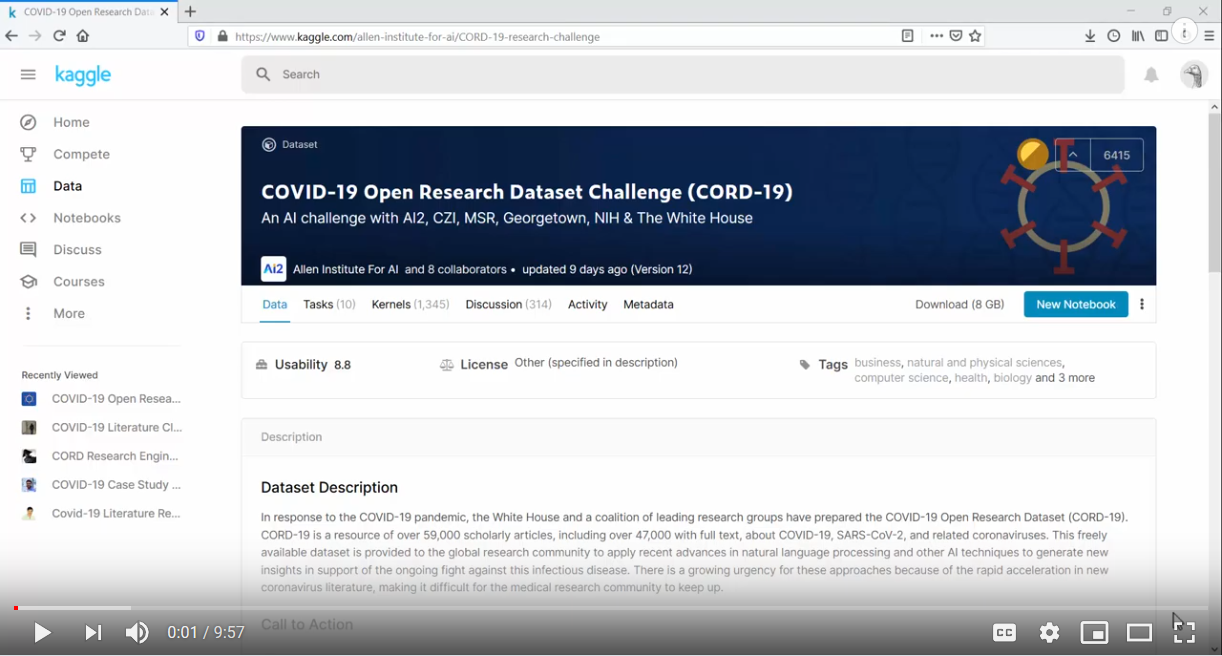 COVID-19 Open Research Data
https://www.kaggle.com/allen-institute-for-ai/CORD-19-research-challenge
kaggle
Search
Home
Compete
Data
Notebooks
Discuss
Courses
More
Recently Viewed
COVID-19 Open Resea...
COVID-19 Literature Cl...
CORD Research Engin...
COVID-19 Case Study ...
Covid-19 Literature Re...
Dataset
6415
COVID-19 Open Research Dataset Challenge (CORD-19)
An AI challenge with AI2, CZI, MSR, Georgetown, NIH & The White House
Ai2 Allen Institute For AI and 8 collaborators • updated 9 days ago (Version 12)
Data Tasks (10) Kernels (1,345) Discussion (314) Activity Metadata Download (8 GB) New Notebook
Usability 8.8 License Other (specified in description) Tags business, natural and physical sciences,
computer science, health, biology and 3 more
Description
Dataset Description
In response to the COVID-19 pandemic, the White House and a coalition of leading research groups have prepared the COVID-19 Open Research Dataset (CORD-19).
CORD-19 is a resource of over 59,000 scholarly articles, including over 47,000 with full text, about COVID-19, SARS-CoV-2, and related coronaviruses. This freely
available dataset is provided to the global research community to apply recent advances in natural language processing and other AI techniques to generate new
insights in support of the ongoing fight against this infectious disease. There is a growing urgency for these approaches because of the rapid acceleration in new
coronavirus literature, making it difficult for the medical research community to keep up.
Call to Action
0:01 / 9:57
CC